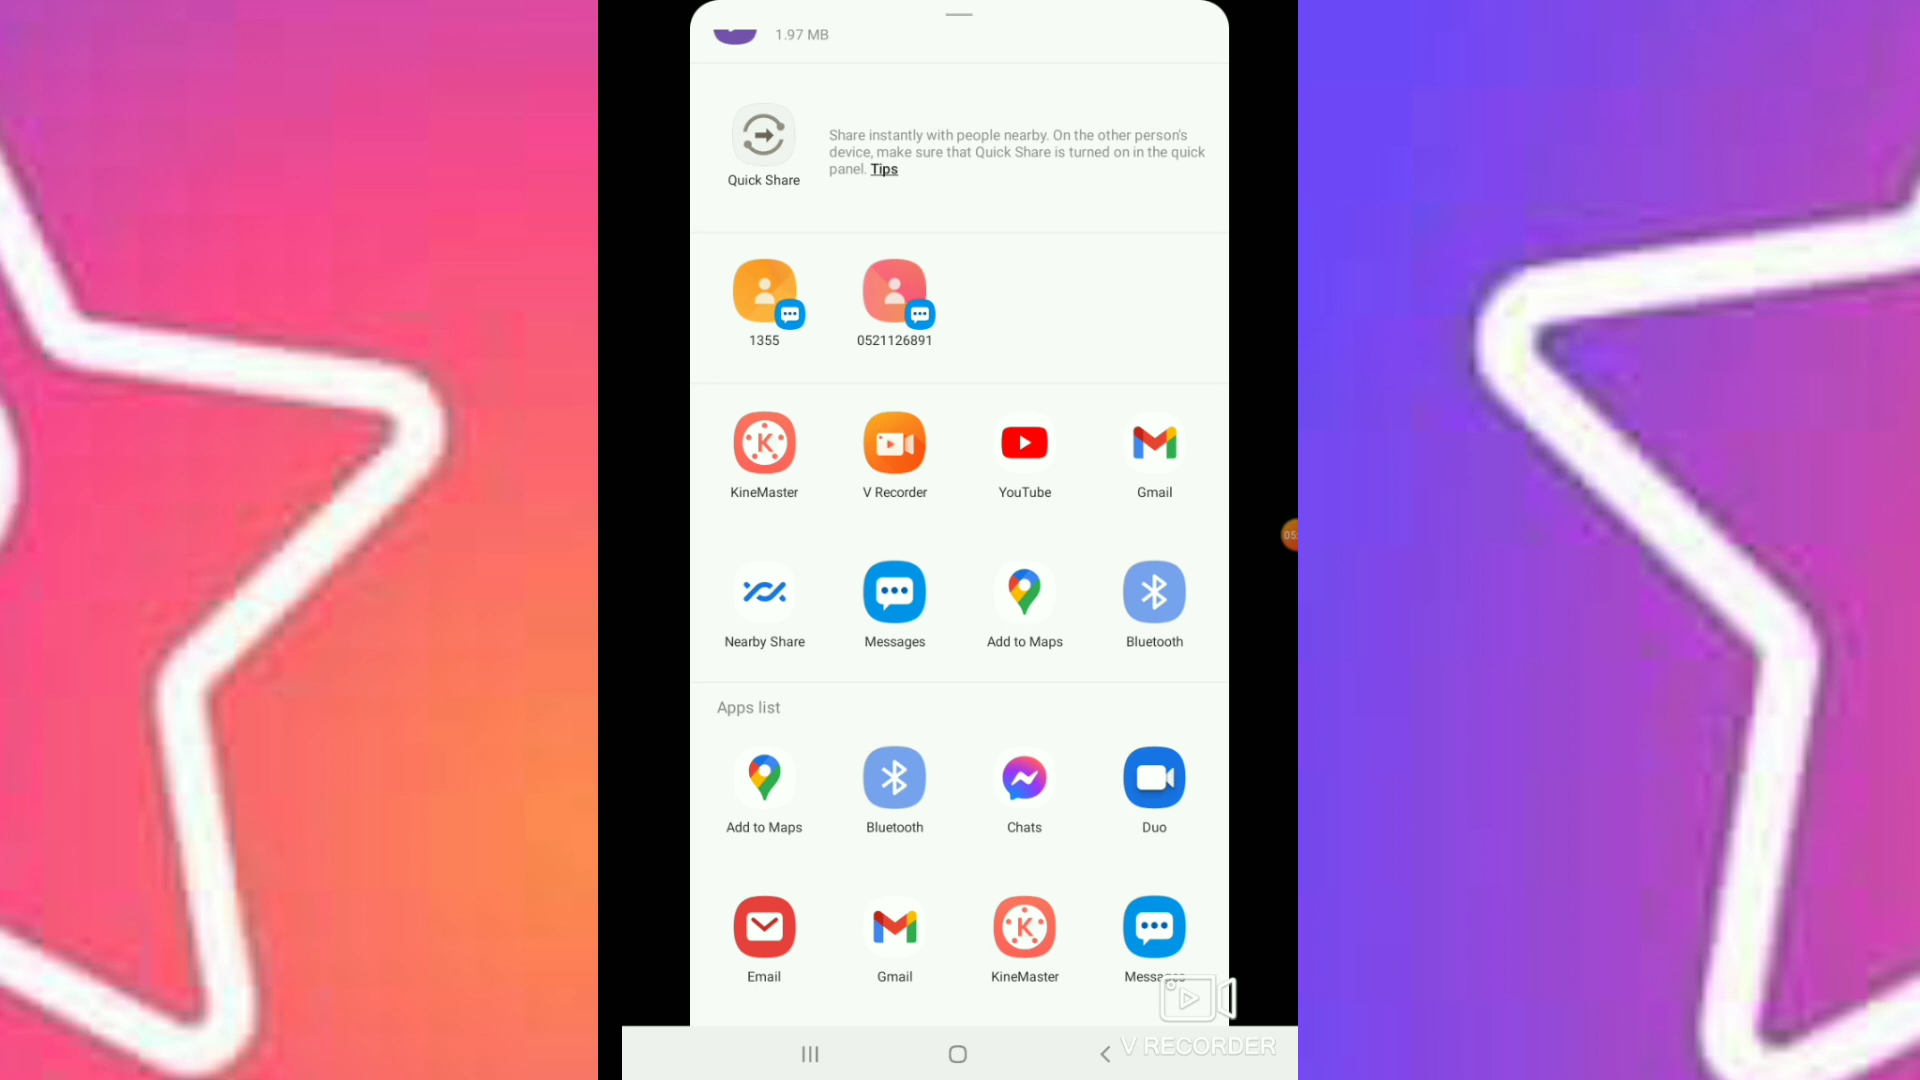 1.97 MB
Share instantly with people nearby. On the other person's
device, make sure that Quick Share is turned on in the quick
panel. Tips
Quick Share
1355
0521126891
KineMaster
V Recorder
YouTube
Gmail
Nearby Share
Messages
Add to Maps
Bluetooth
Apps list
Add to Maps
Bluetooth
Chats
Duo
Email
Gmail
KineMaster
Messages
V RECORDER